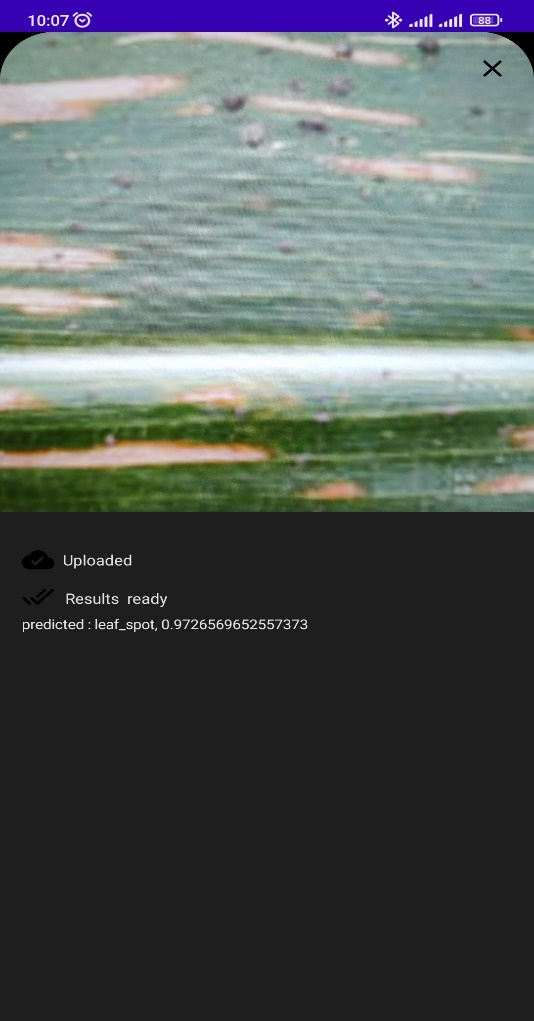 10:07
88
Uploaded
Results ready
predicted : leaf_spot, 0.9726569652557373